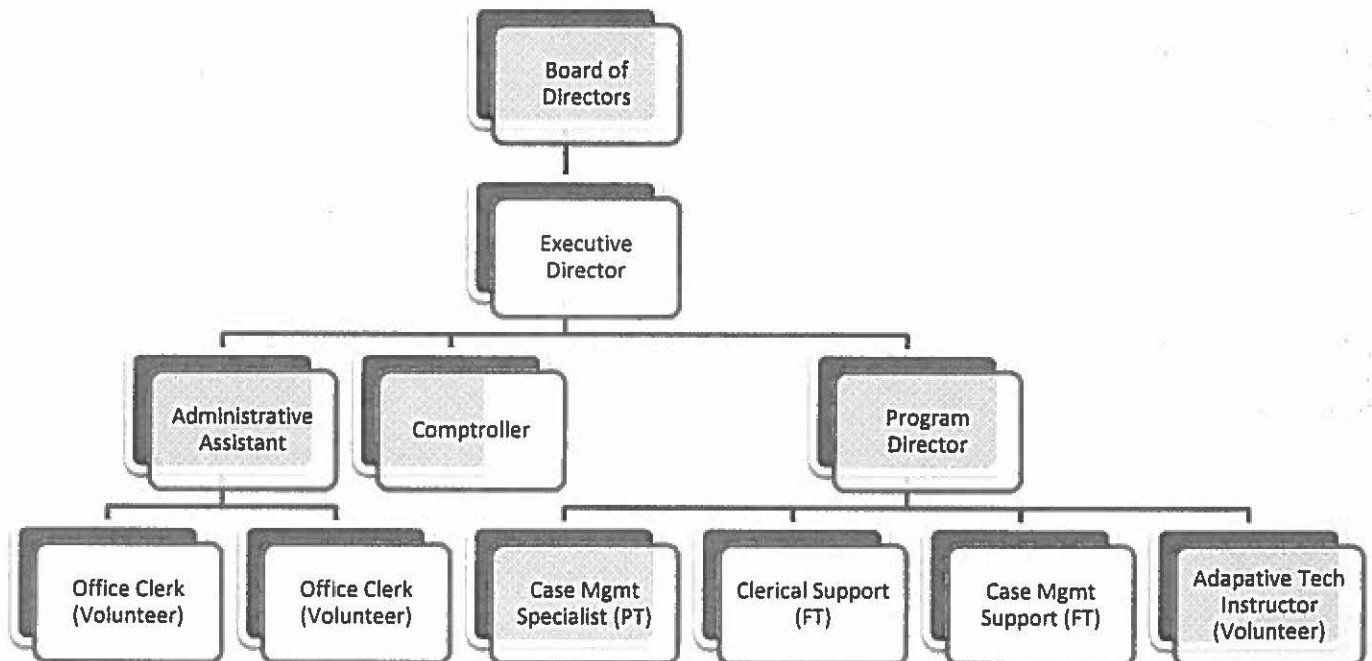 Board of
Directors
Executive
Director
Administrative
Assistant
Comptroller
Program
Director
Office Clerk
(Volunteer)
Office Clerk
(Volunteer)
Case Mgmt
Specialist (PT)
Clerical Support
(FT)
Case Mgmt
Support (FT)
Adapative Tech
Instructor
(Volunteer)